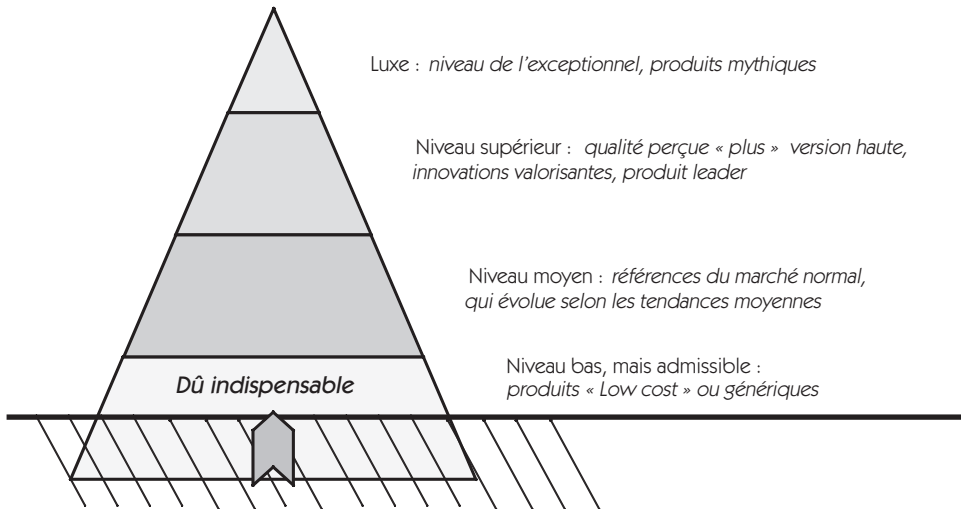 Luxe : niveau de l'exceptionnel, produits mythiques
Niveau supérieur : qualité perçue « plus » version haute,
innovations valorisantes, produit leader
Niveau moyen : références du marché normal,
qui évolue selon les tendances moyennes
Niveau bas, mais admissible :
produits « Low cost » ou génériques
Dû indispensable